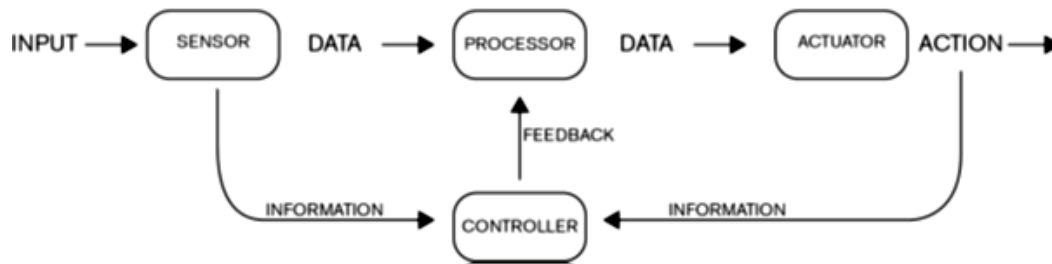 INPUT SENSOR DATA PROCESSOR DATA ACTUATOR ACTION
FEEDBACK
INFORMATION INFORMATION
CONTROLLER